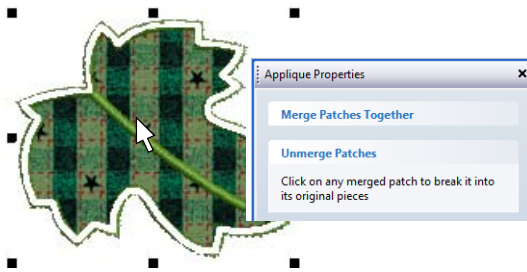 Applique Properties
Merge Patches Together
Unmerge Patches
Click on any merged patch to break it into
its original pieces